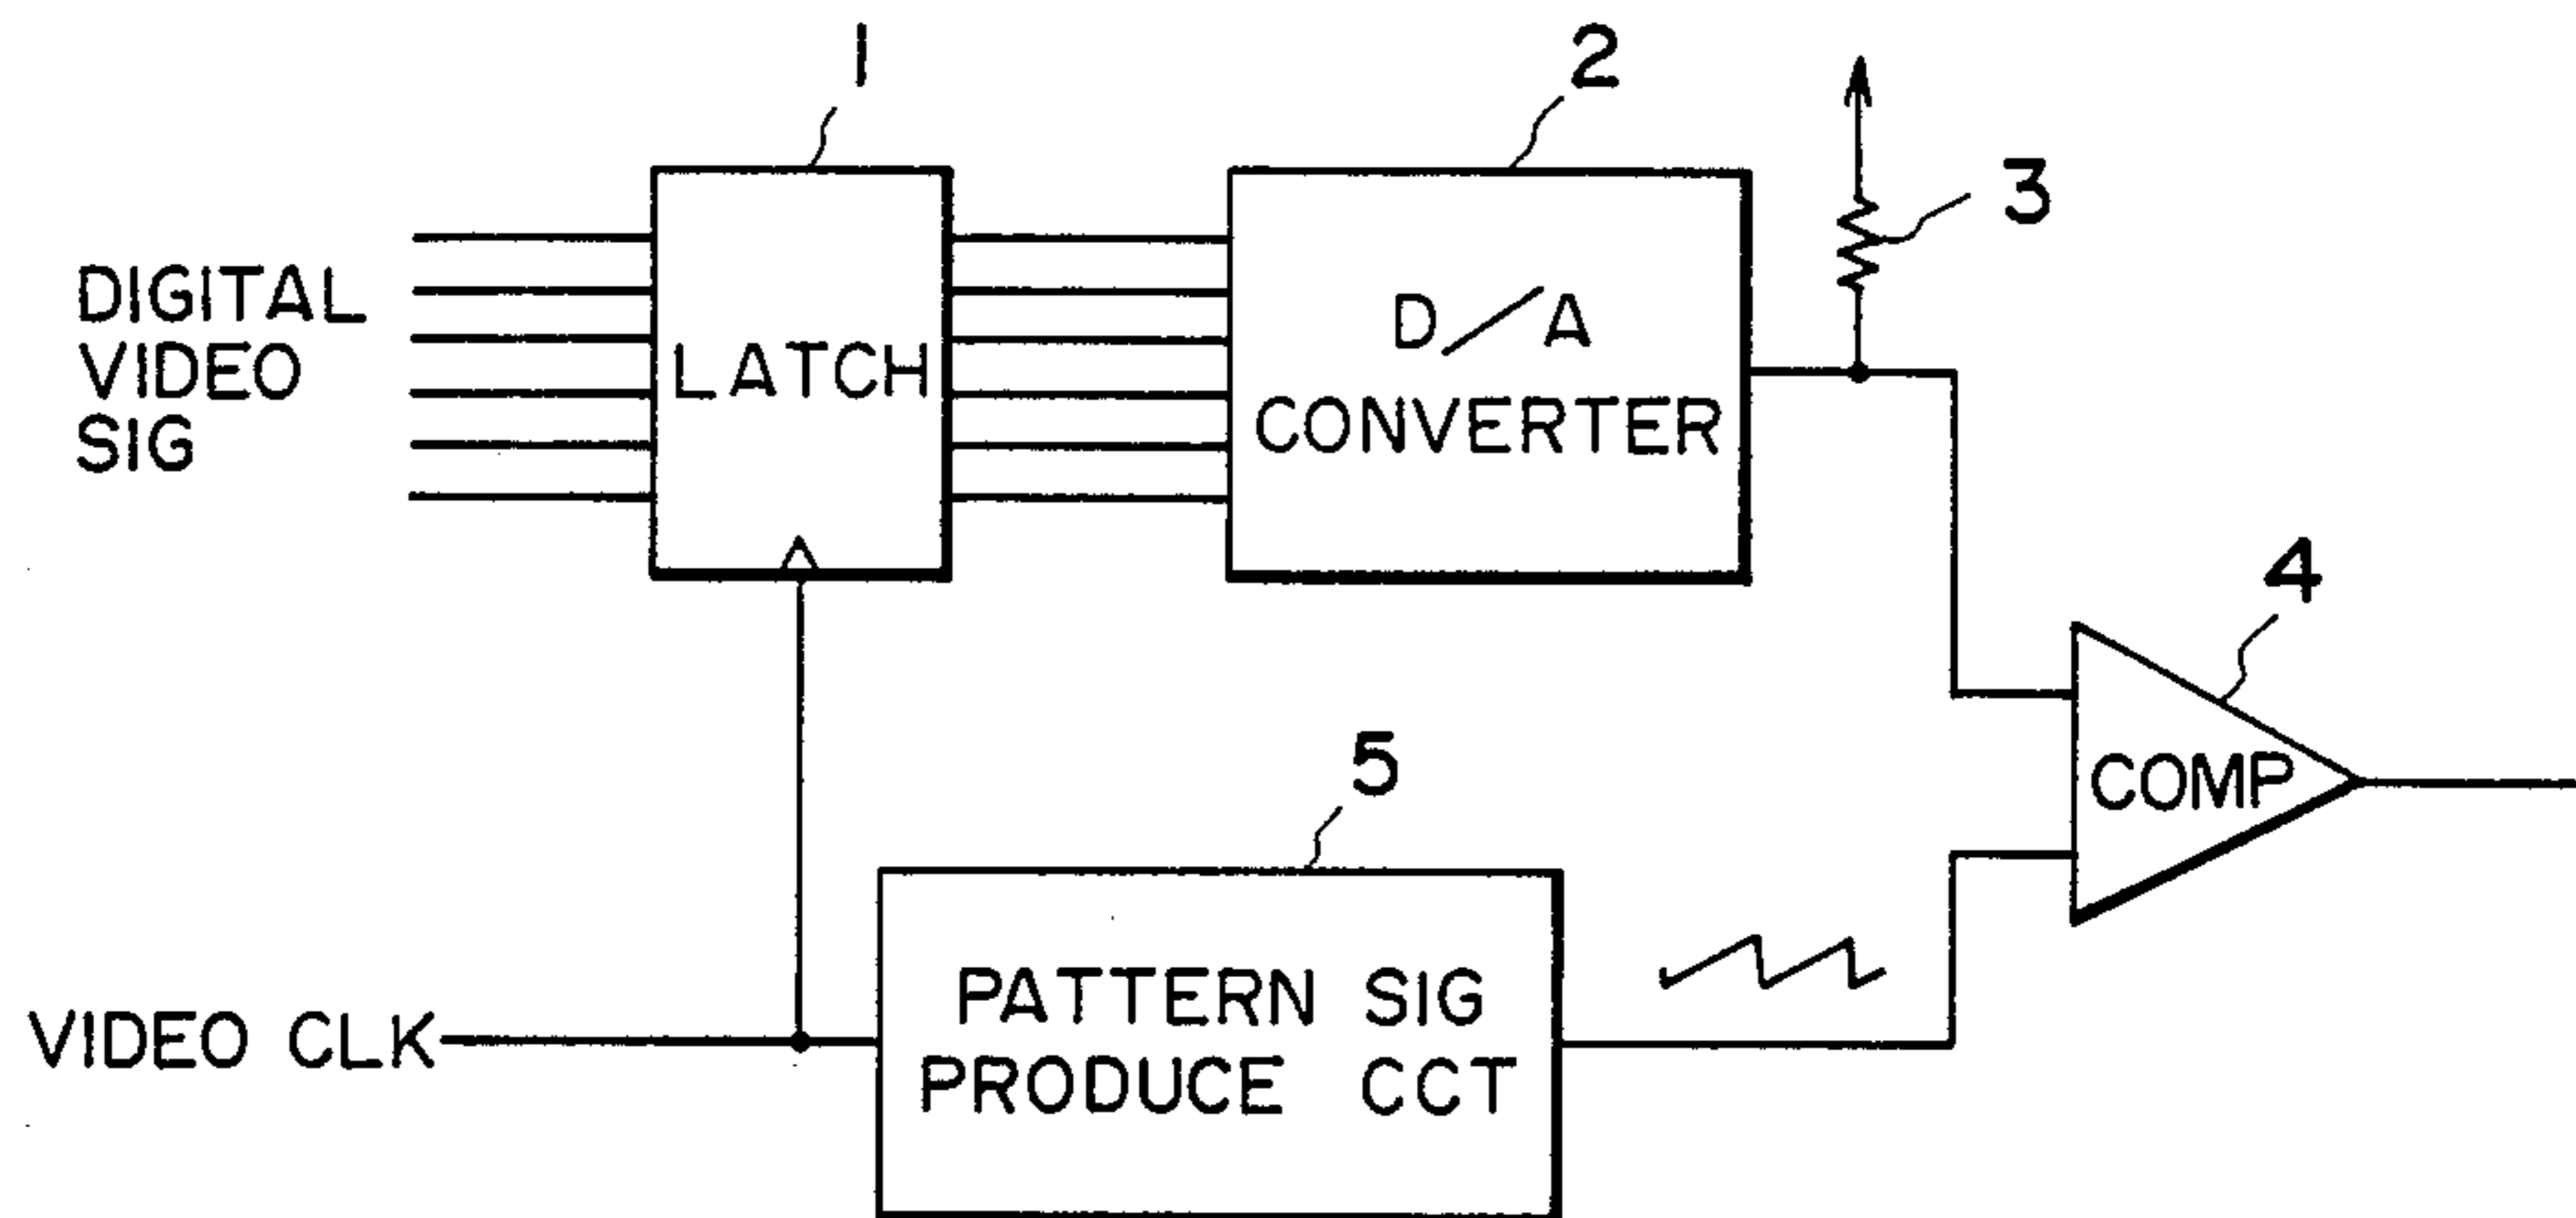 1
2
3
DIGITAL
VIDEO
SIG
LATCH
D/A
CONVERTER
4
COMP
5
PATTERN SIG
PRODUCE CCT
VIDEO CLK